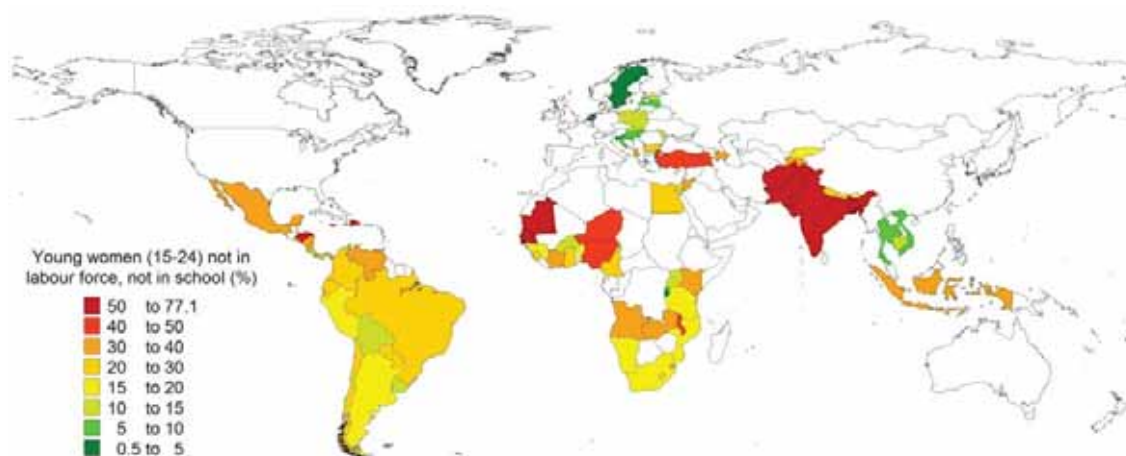 Young women (15-24) not in
labour force, not in school (%)
50 to 77.1
40 to 50
30 to 40
20 to 30
15 to 20
10 to 15
5 to 10
0.5 to 5